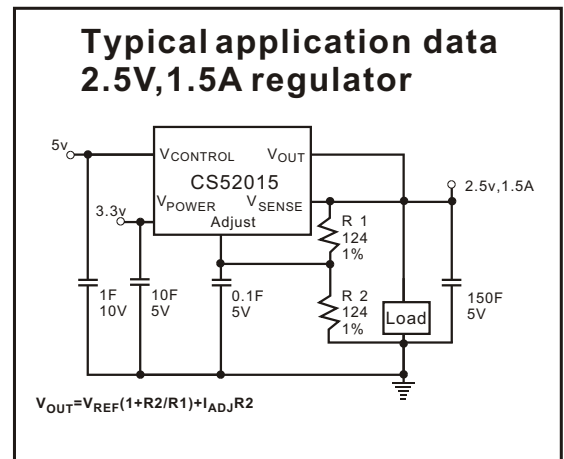 Typical application data
2.5V,1.5A regulator
5v
VCONTROL VOUT
CS52015
2.5v,1.5A
3.3v
VPOWER VSENSE
Adjust
R 1
124
1%
1F
10V
10F
5V
0.1F
5V
R 2
124
1%
Load
150F
5V
VOUT=VREF(1+R2/R1)+IADJR2